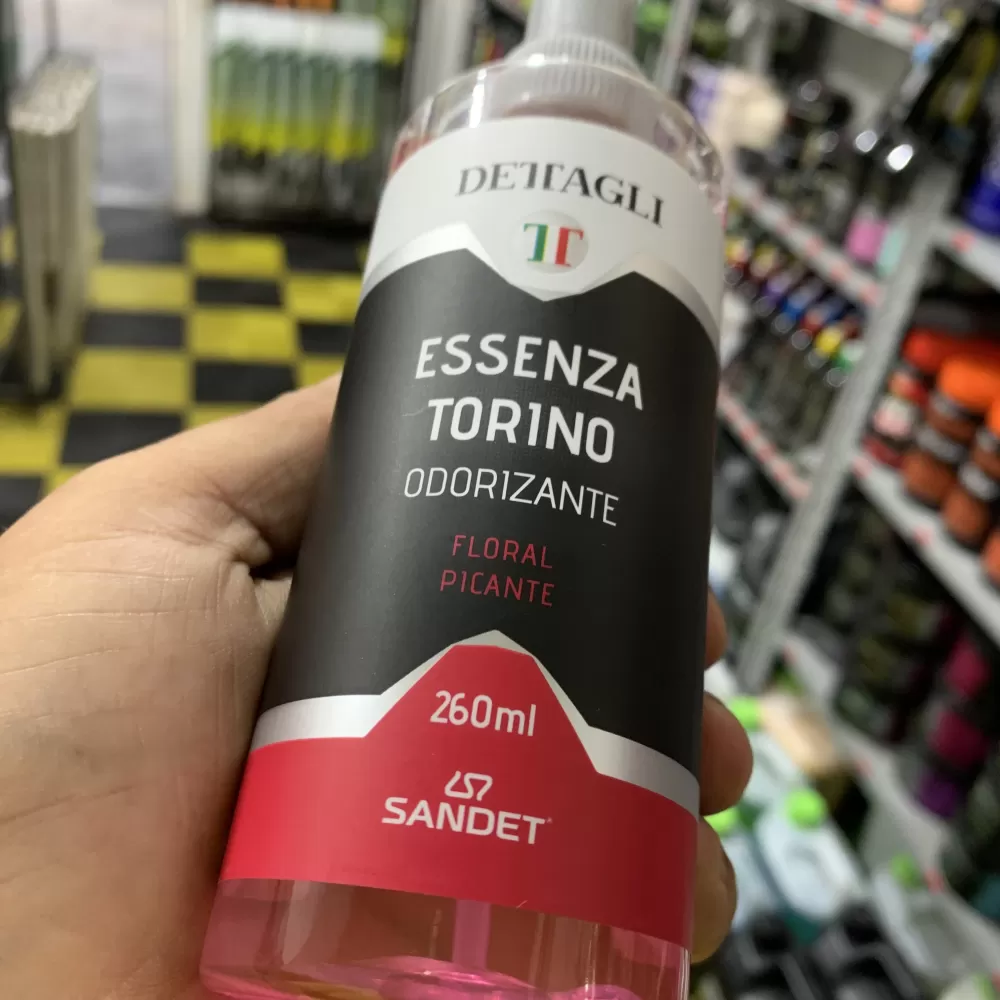 DETTAGLI
ESSENZA
TORINO
ODORIZANTE
FLORAL
PICANTE
260ml
SANDET